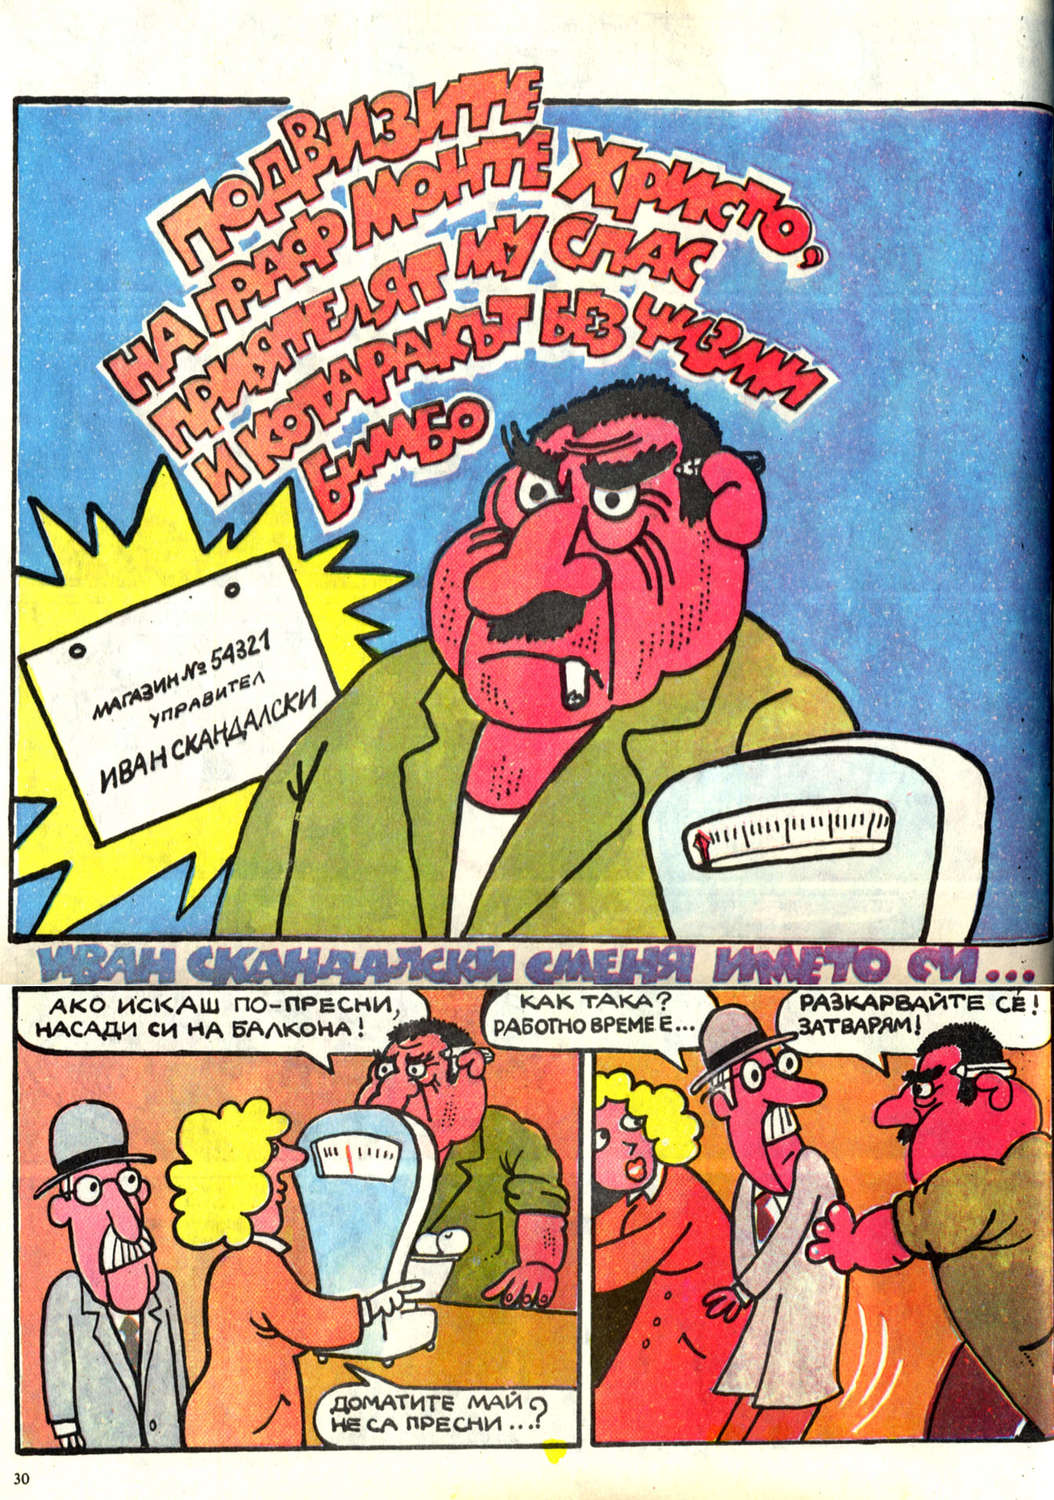 ПОДВИЗИТЕ
НА ГРАФ МОНТЕ ХРИСТО,
ПРИЯТЕЛЯТ МУ СПАС
И КОТАРАКЪТ БЕЗ ЧИЗМИ
БИМБО
МАГАЗИН № 54321
УПРАВИТЕЛ
ИВАН СКАНДАЛСКИ
ИВАН СКАНДАЛСКИ СМЕНЯ ИМЕТО СИ...
АКО ИСКАШ ПО-ПРЕСНИ,
НАСАДИ СИ НА БАЛКОНА!
ДОМАТИТЕ МАЙ
НЕ СА ПРЕСНИ...?
КАК ТАКА?
РАБОТНО ВРЕМЕ Е...
РАЗКАРВАЙТЕ СЕ!
ЗАТВАРЯМ!
30